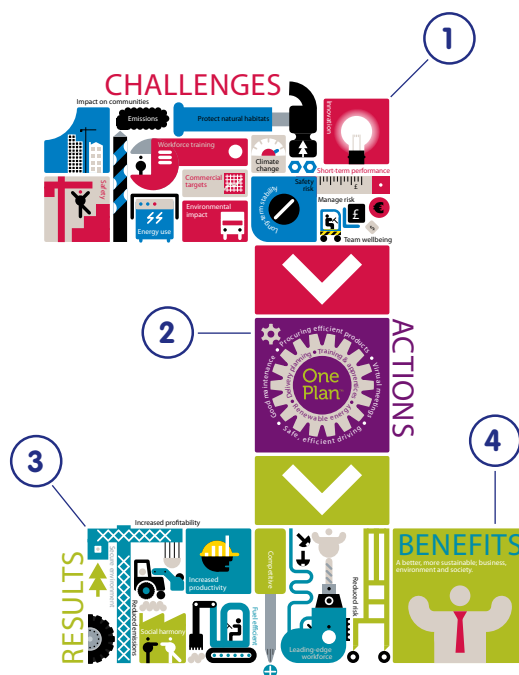 1
CHALLENGES
Impact on communities
Emissions
Protect natural habitats
Innovation
Workforce training
Climate
change
Short-term performance
Safety
Commercial
targets
Safety
risk
£
Long-term stability
Manage risk
£
€
Energy use
Environmental
impact
Team wellbeing
2
ACTIONS
Procuring efficient products
Virtual meetings
Safe, efficient driving
Good maintenance
Delivery planning
Training & apprentices
Renewable energy
One
Plan
3
4
RESULTS
Increased profitability
BENEFITS
A better, more sustainable; business,
environment and society.
Increased
productivity
Competitive
Reduced emissions
Social harmony
Fuel efficient
Reduced risk
Leading-edge
workforce